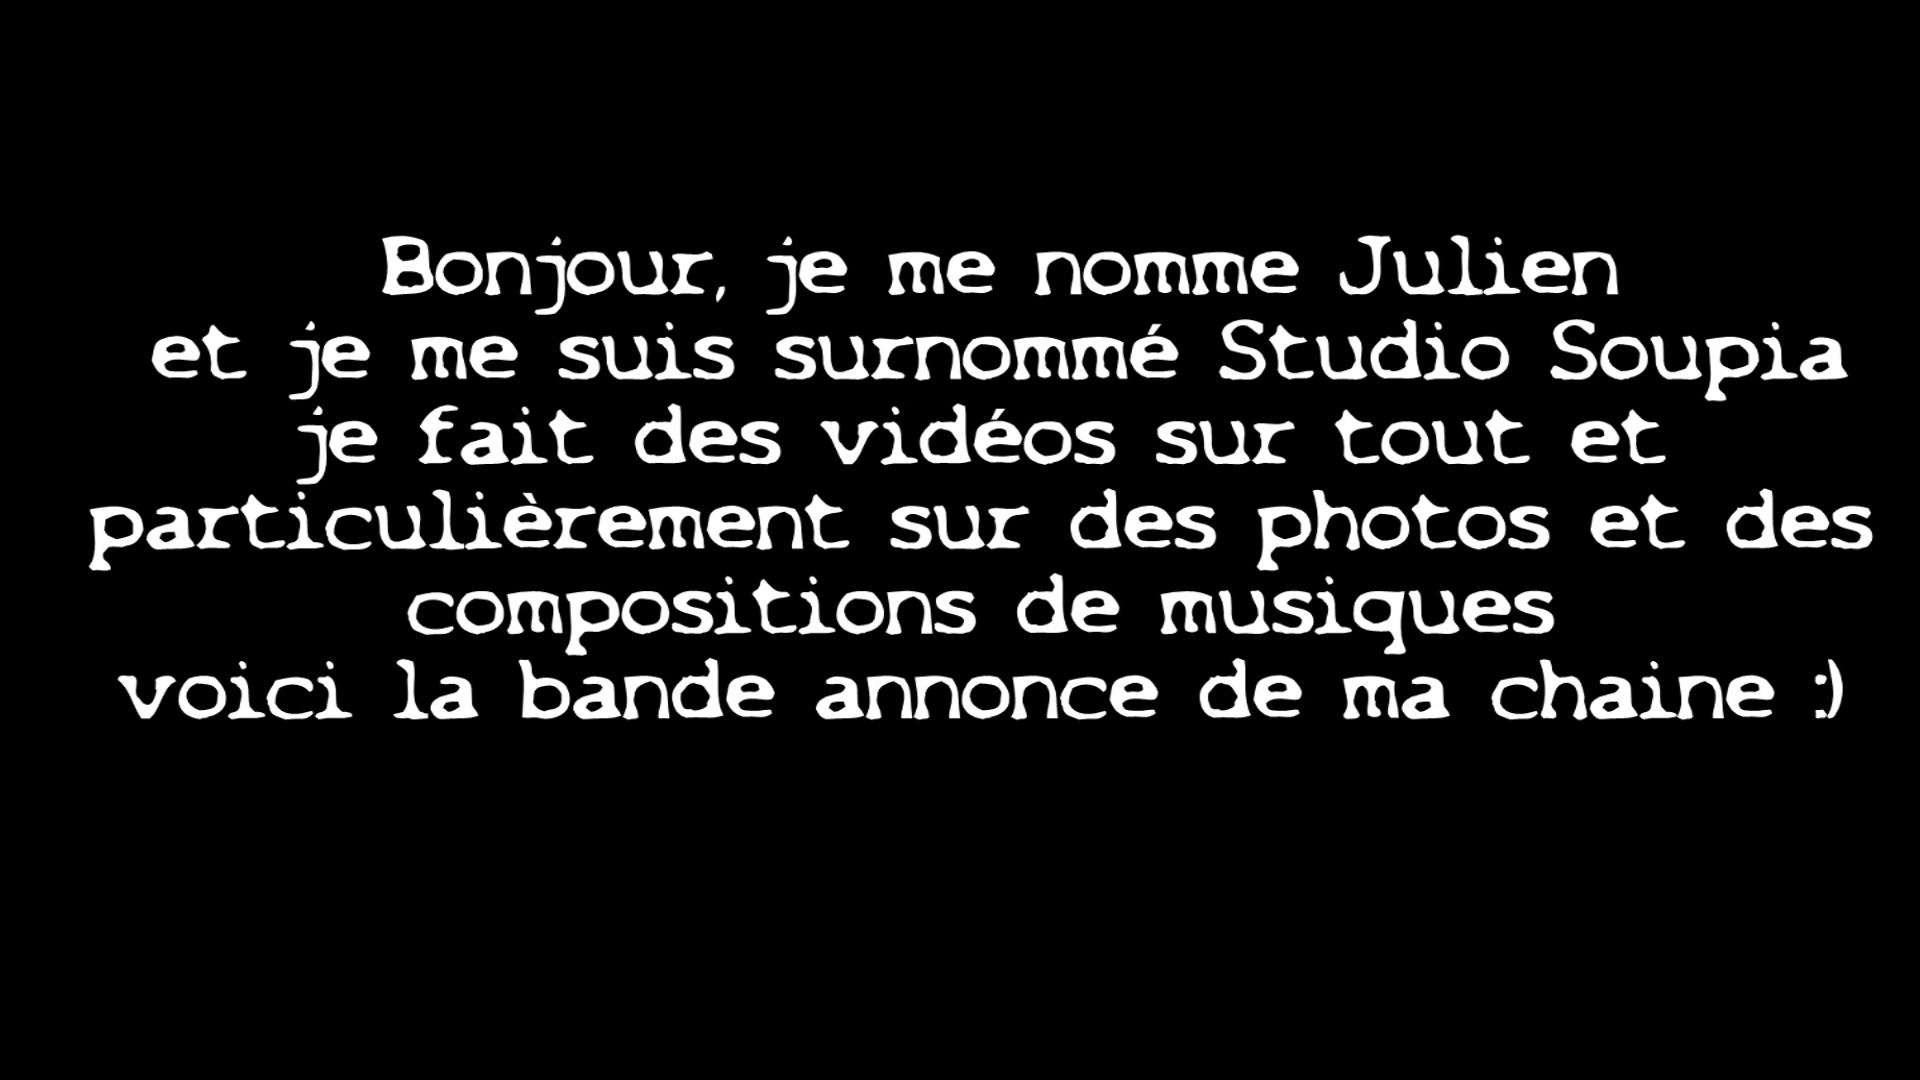 Bonjour, je me nomme Julien
et je me suis surnommé Studio Soupia
je fait des vidéos sur tout et
particulièrement sur des photos et des
compositions de musiques
voici la bande annonce de ma chaine :)